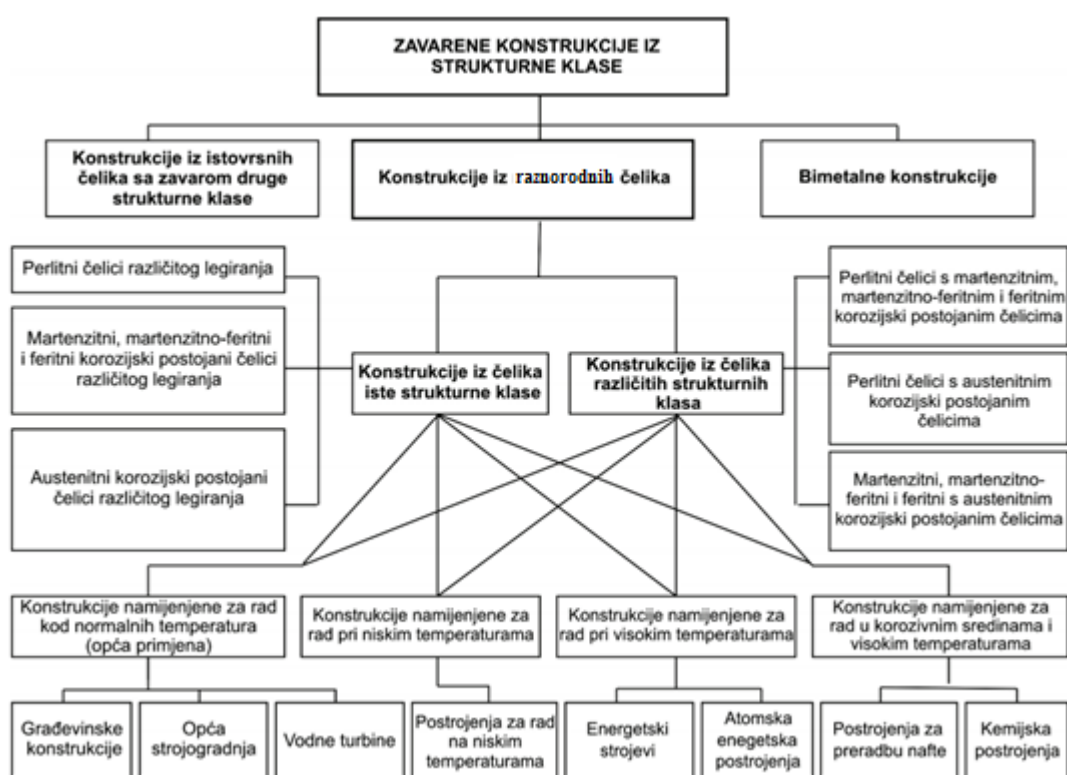 ZAVARENE KONSTRUKCIJE IZ
STRUKTURNE KLASE
Konstrukcije iz istovrsnih
čelika sa zavarom druge
strukturne klase
Konstrukcije iz raznorodnih čelika
Bimetalne konstrukcije
Perlitni čelici različitog legiranja
Martenzitni, martenzitno-feritni
i feritni korozijski postojani čelici
različitog legiranja
Austenitni korozijski postojani
čelici različitog legiranja
Konstrukcije iz čelika
iste strukturne klase
Konstrukcije iz čelika
različitih strukturnih
klasa
Perlitni čelici s martenzitnim,
martenzitno-feritnim i feritnim
korozijski postojanim čelicima
Perlitni čelici s austenitnim
korozijski postojanim
čelicima
Martenzitni, martenzitno-
feritni i feritni s austenitnim
korozijski postojanim čelicima
Konstrukcije namijenjene za rad
kod normalnih temperatura
(opća primjena)
Konstrukcije namijenjene za
rad pri niskim temperaturama
Konstrukcije namijenjene za
rad pri visokim temperaturama
Konstrukcije namijenjene za
rad u korozivnim sredinama i
visokim temperaturama
Građevinske
konstrukcije
Opća
strojogradnja
Vodne turbine
Postrojenja za rad
na niskim
temperaturama
Energetski
strojevi
Atomska
enegetska
postrojenja
Postrojenja za
preradbu nafte
Kemijska
postrojenja